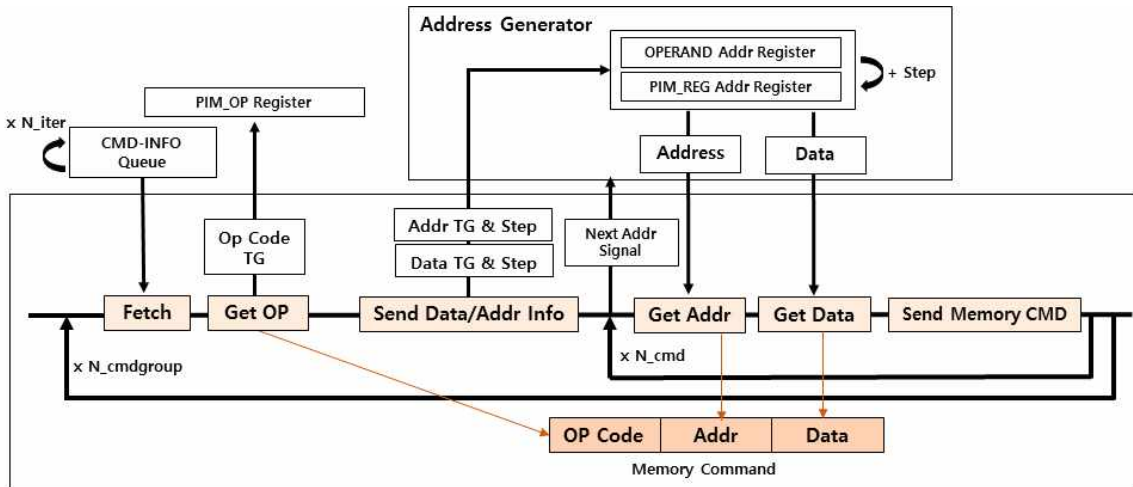 Address Generator
OPERAND Addr Register
PIM_REG Addr Register
+ Step
PIM_OP Register
x N_iter
CMD-INFO
Queue
Address
Data
Op Code
TG
Addr TG & Step
Data TG & Step
Next Addr
Signal
Fetch
Get OP
Send Data/Addr Info
Get Addr
Get Data
Send Memory CMD
x N_cmdgroup
x N_cmd
OP Code
Addr
Data
Memory Command